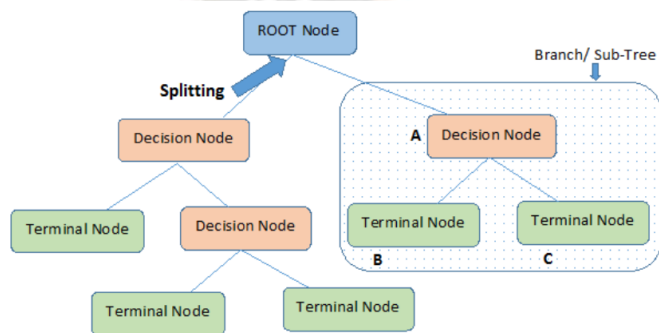 ROOT Node
Branch/ Sub-Tree
Splitting
Decision Node
A
Decision Node
Terminal Node
Decision Node
Terminal Node
Terminal Node
B
C
Terminal Node
Terminal Node